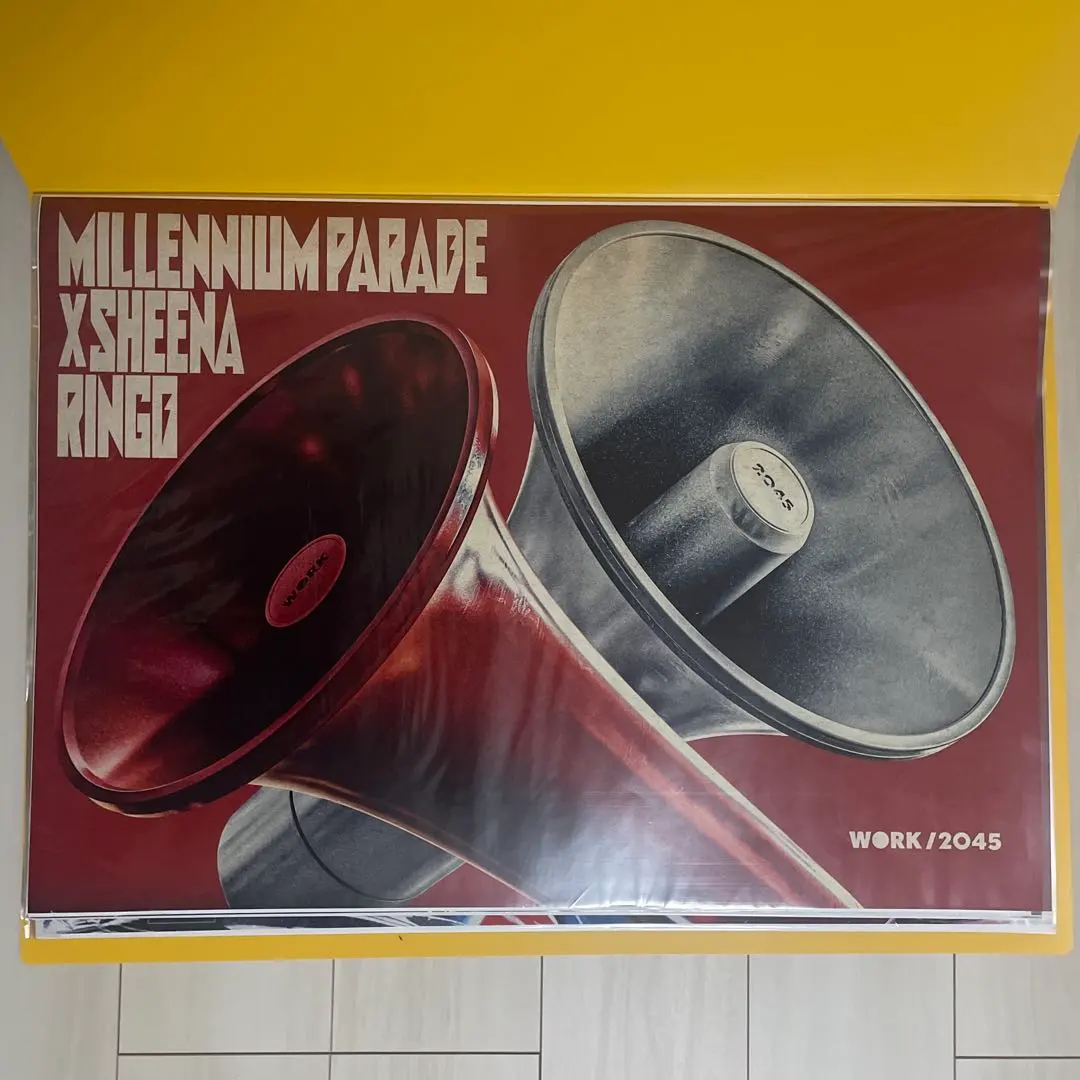 MILLENNIUM PARADE
X SHEENA
RINGO
2045
WORK
WORK / 2045